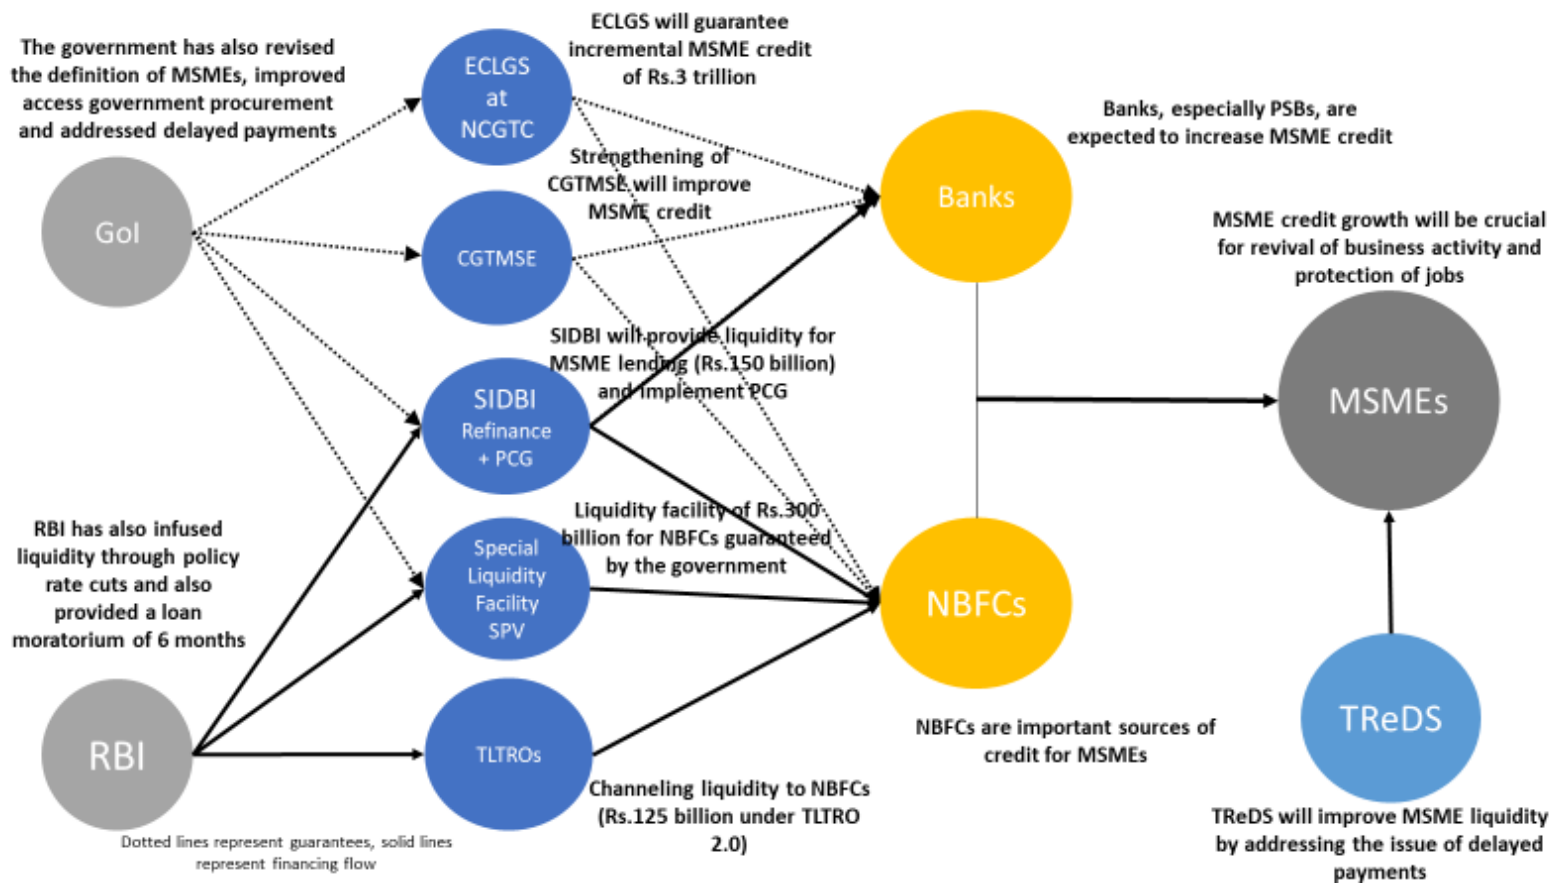 The government has also revised
the definition of MSMEs, improved
access government procurement
and addressed delayed payments
GoI
RBI has also infused
liquidity through policy
rate cuts and also
provided a loan
moratorium of 6 months
RBI
Dotted lines represent guarantees, solid lines
represent financing flow
ECLGS
at
NCGTC
ECLGS will guarantee
incremental MSME credit
of Rs.3 trillion
CGTMSE
Strengthening of
CGTMSE will improve
MSME credit
SIDBI
Refinance
+ PCG
SIDBI will provide liquidity for
MSME lending (Rs.150 billion)
and implement PCG
Special
Liquidity
Facility
SPV
Liquidity facility of Rs.300
billion for NBFCs guaranteed
by the government
TLTROs
Channeling liquidity to NBFCs
(Rs.125 billion under TLTRO
2.0)
Banks
Banks, especially PSBs, are
expected to increase MSME credit
NBFCs
NBFCs are important sources of
credit for MSMEs
MSME credit growth will be crucial
for revival of business activity and
protection of jobs
MSMEs
TReDS
TReDS will improve MSME liquidity
by addressing the issue of delayed
payments